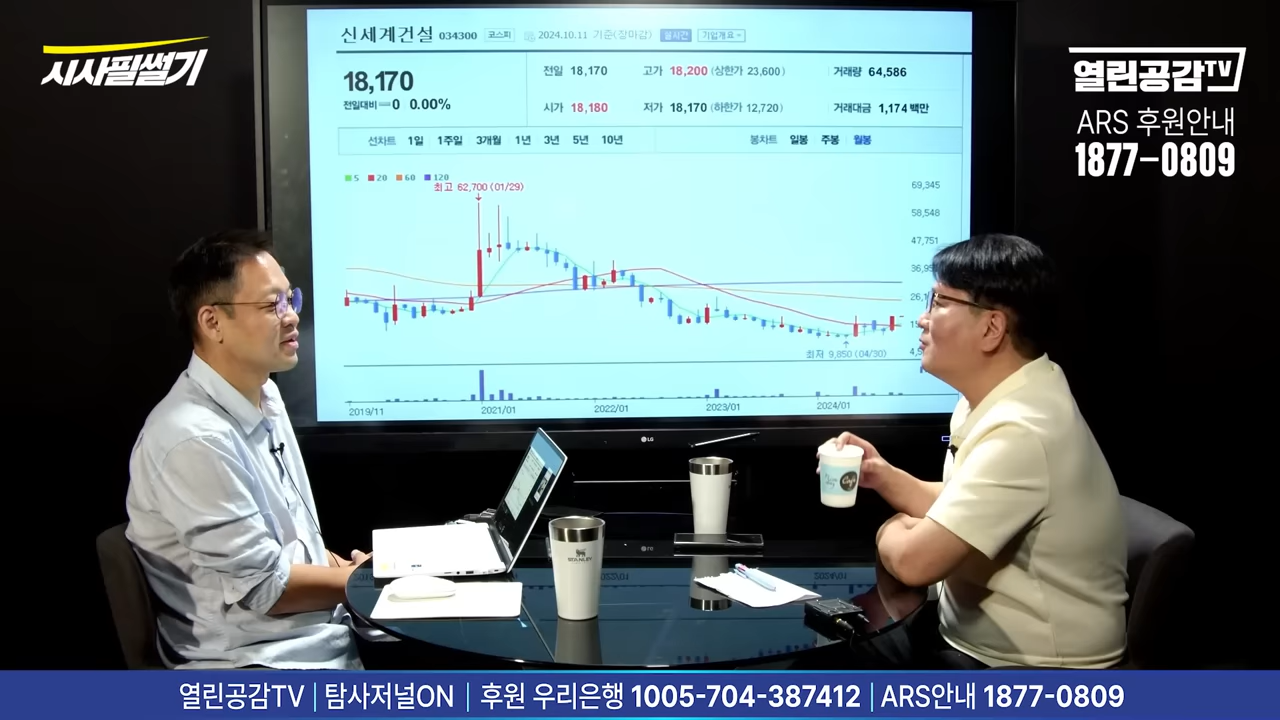 시사필썰기
열린공감TV
ARS 후원안내
1877-0809
신세계건설 034300 코스피 2024.10.11 기준(장마감) 실시간 기업개요
18,170
전일대비 0 0.00%
전일 18,170 고가 18,200 (상한가 23,600) 거래량 64,586
시가 18,180 저가 18,170 (하한가 12,720) 거래대금 1,174 백만
선차트 1일 1주일 3개월 1년 3년 5년 10년 봉차트 일봉 주봉 월봉
5 20 60 120
최고 62,700 (01/29)
69,345
58,548
47,751
최저 9,850 (04/30)
2019/11 2021/01 2022/01 2023/01 2024/01
LG
STANLEY
Cafe
열린공감TV | 탐사저널ON | 후원 우리은행 1005-704-387412 | ARS안내 1877-0809